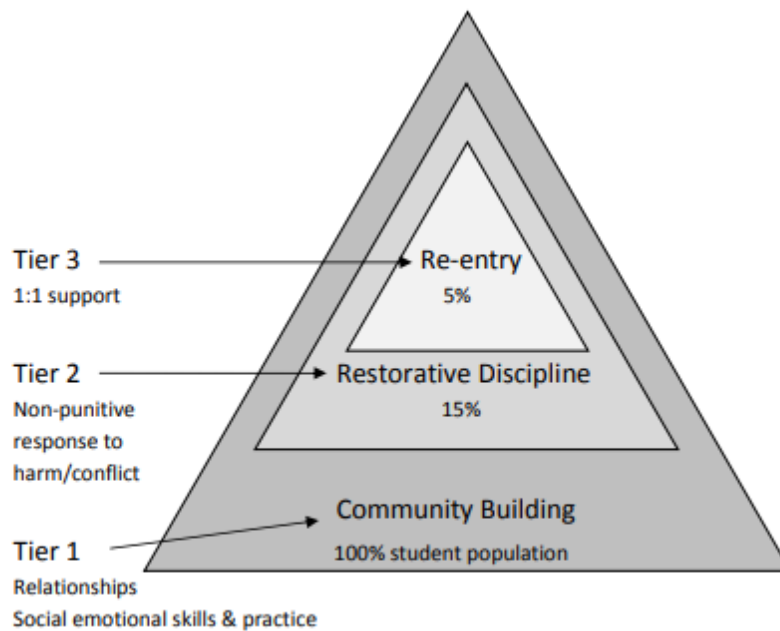 Tier 3
1:1 support
Re-entry
5%
Tier 2
Non-punitive
response to
harm/conflict
Restorative Discipline
15%
Tier 1
Relationships
Social emotional skills & practice
Community Building
100% student population